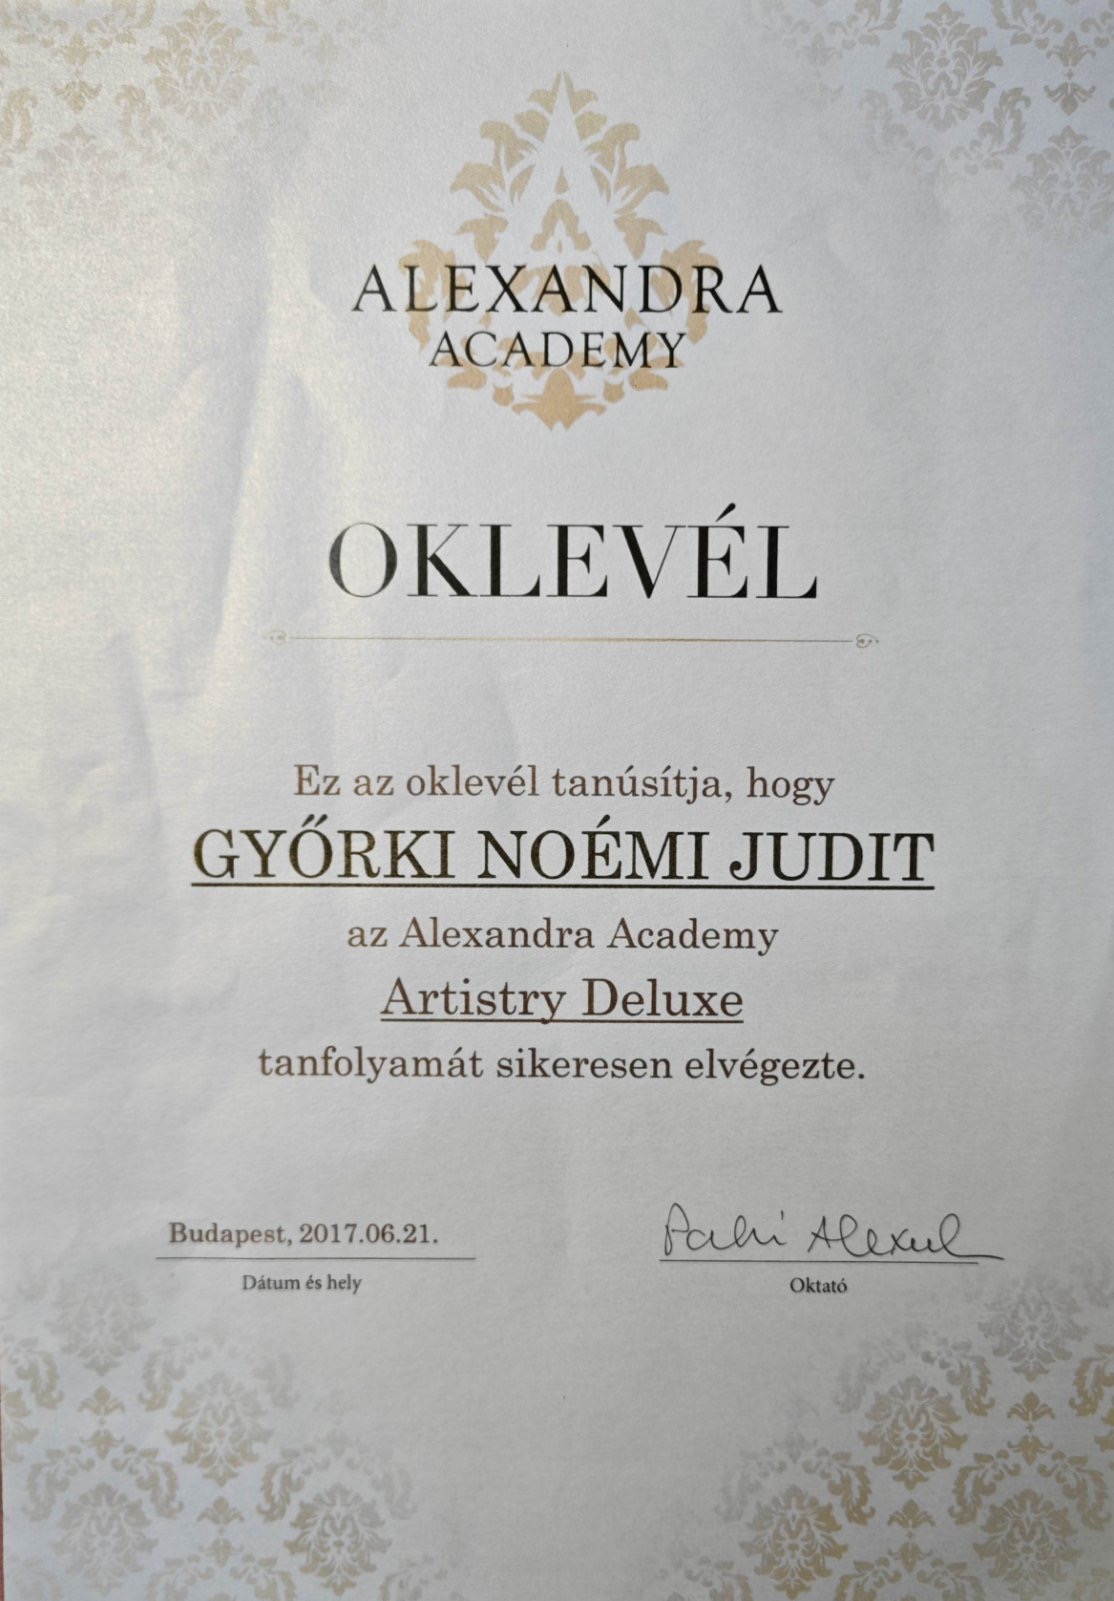 ALEXANDRA
ACADEMY
OKLEVÉL
Ez az oklevél tanúsítja, hogy
GYŐRKI NOÉMI JUDIT
az Alexandra Academy
Artistry Deluxe
tanfolyamát sikeresen elvégezte.
Budapest, 2017.06.21.
Dátum és hely
Oktató